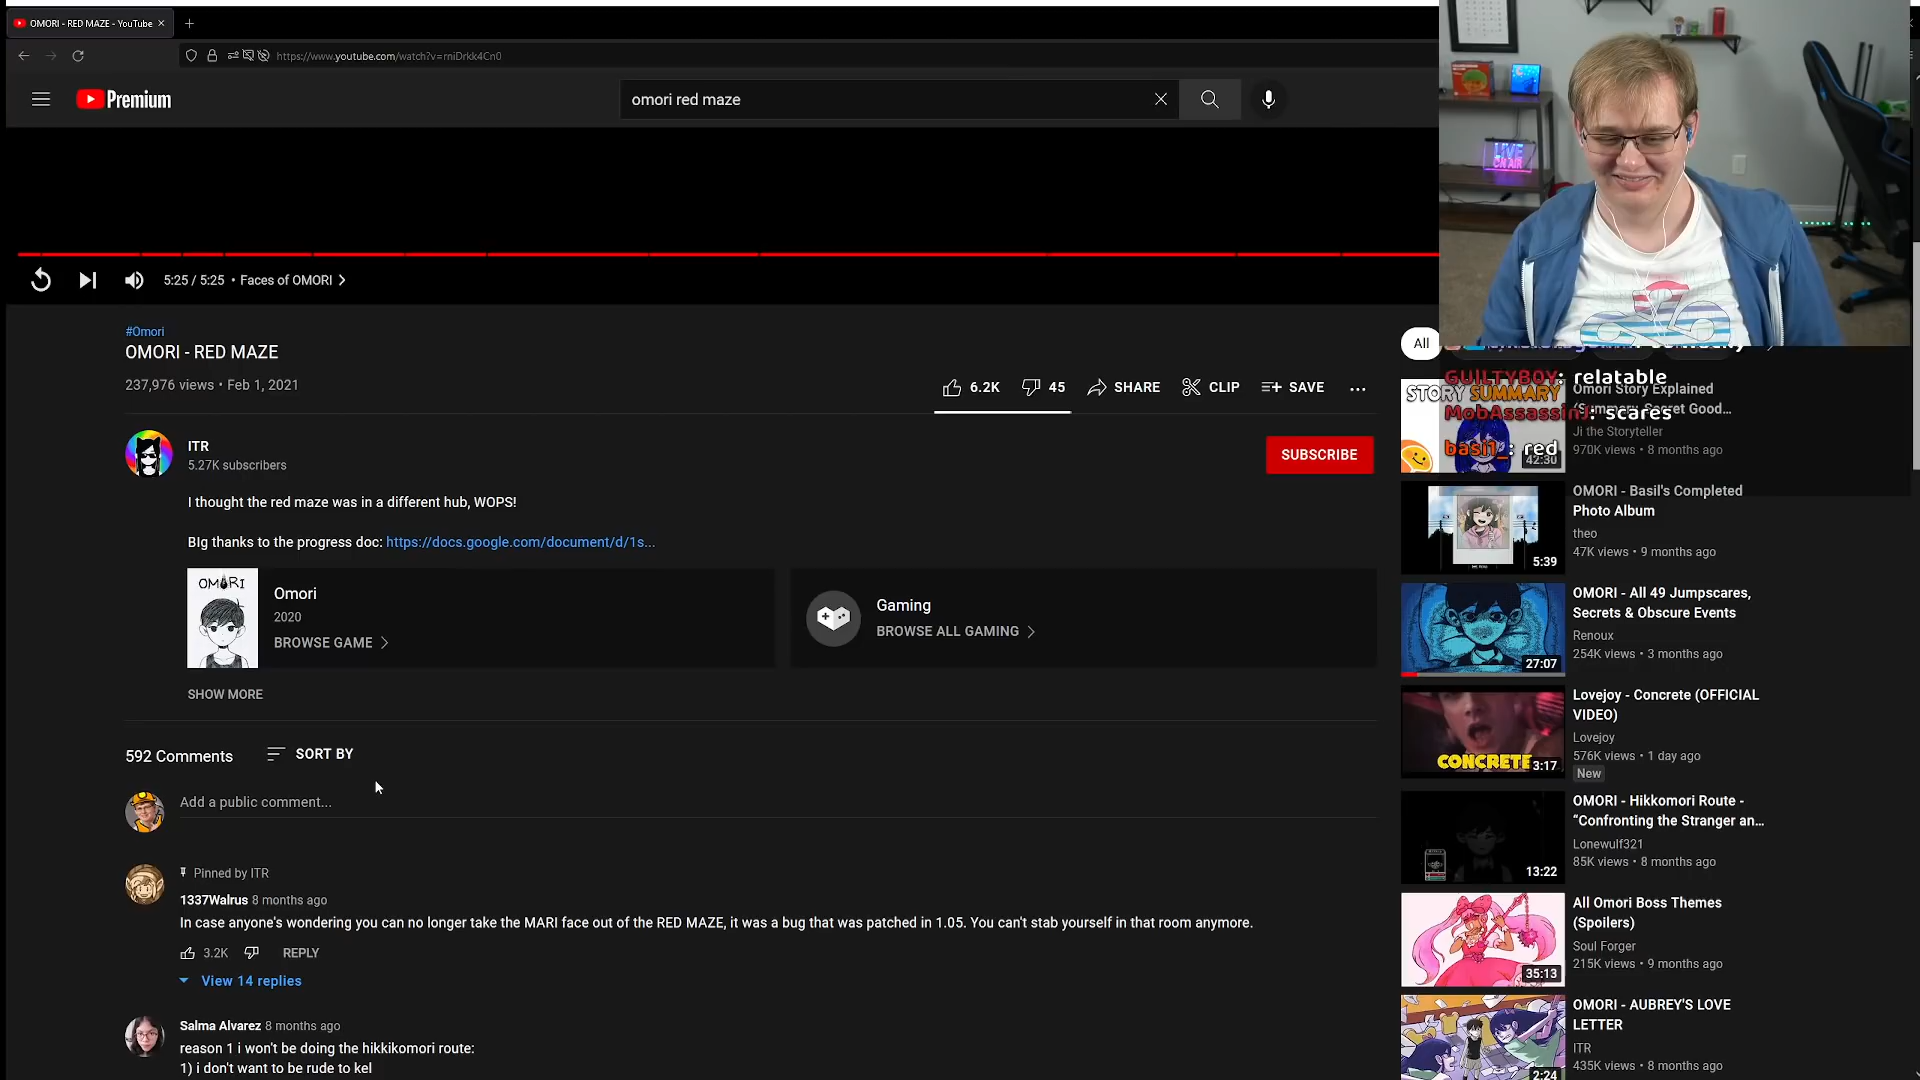 OMORI - RED MAZE - YouTube
https://www.youtube.com/watch?v=rniDrkk4Cn0
Premium
omori red maze
LIVE
ON AIR
5:25 / 5:25 • Faces of OMORI
#Omori
OMORI - RED MAZE
237,976 views • Feb 1, 2021
6.2K
45
SHARE
CLIP
SAVE
ITR
5.27K subscribers
SUBSCRIBE
I thought the red maze was in a different hub, WOPS!
BIg thanks to the progress doc: https://docs.google.com/document/d/1s...
OMORI
Omori
2020
BROWSE GAME
Gaming
BROWSE ALL GAMING
SHOW MORE
592 Comments
SORT BY
Add a public comment...
Pinned by ITR
1337Walrus 8 months ago
In case anyone's wondering you can no longer take the MARI face out of the RED MAZE, it was a bug that was patched in 1.05. You can't stab yourself in that room anymore.
3.2K
REPLY
View 14 replies
Salma Alvarez 8 months ago
reason 1 i won't be doing the hikkikomori route:
1) i don't want to be rude to kel
All
GUILTYBOY: relatable
MobAssassin: scares
basi1_: red
STORY SUMMARY
42:30
Omori Story Explained
(Summary, Secret Good...
Ji the Storyteller
970K views • 8 months ago
5:39
OMORI - Basil's Completed
Photo Album
theo
47K views • 9 months ago
27:07
OMORI - All 49 Jumpscares,
Secrets & Obscure Events
Renoux
254K views • 3 months ago
CONCRETE
3:17
Lovejoy - Concrete (OFFICIAL
VIDEO)
Lovejoy
576K views • 1 day ago
New
13:22
OMORI - Hikkomori Route -
“Confronting the Stranger an...
Lonewulf321
85K views • 8 months ago
35:13
All Omori Boss Themes
(Spoilers)
Soul Forger
215K views • 9 months ago
2:24
OMORI - AUBREY'S LOVE
LETTER
ITR
435K views • 8 months ago